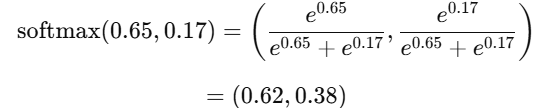 softmax(0.65, 0.17) = ( e^0.65 / (e^0.65 + e^0.17), e^0.17 / (e^0.65 + e^0.17) )
= (0.62, 0.38)